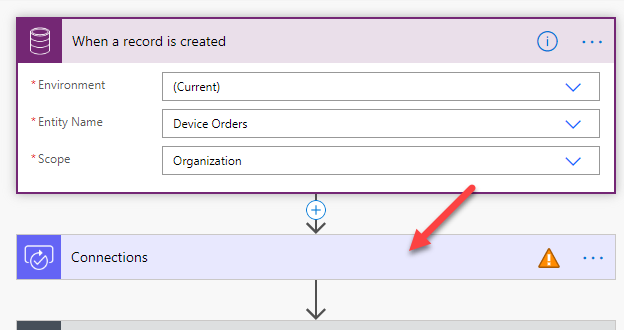 When a record is created
* Environment (Current)
* Entity Name Device Orders
* Scope Organization
Connections